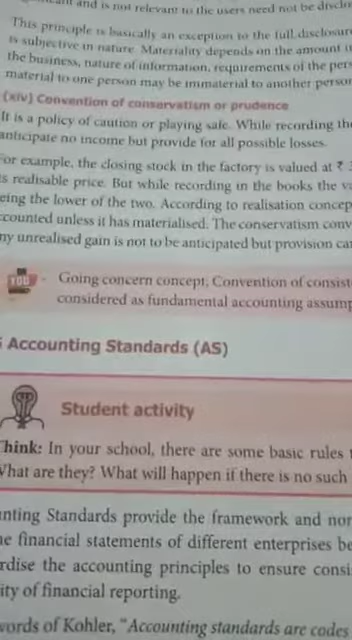 and is not relevant to the users need not be disclo
This principle is basically an exception to the full disclosure
is subjective in nature. Materiality depends on the amount
the business, nature of information, requirements of the pers
material to one person may be immaterial to another person
(xiv) Convention of conservatism or prudence
It is a policy of caution or playing safe. While recording the
anticipate no income but provide for all possible losses.
For example, the closing stock in the factory is valued at ₹
s realisable price. But while recording in the books the va
eing the lower of the two. According to realisation concep
ccounted unless it has materialised. The conservatism conv
ny unrealised gain is not to be anticipated but provision can
YOU
Going concern concept, Convention of consist
considered as fundamental accounting assump
Accounting Standards (AS)
Student activity
Think: In your school, there are some basic rules
What are they? What will happen if there is no such
unting Standards provide the framework and nor
e financial statements of different enterprises be
rdise the accounting principles to ensure consi
ity of financial reporting.
words of Kohler, "Accounting standards are codes